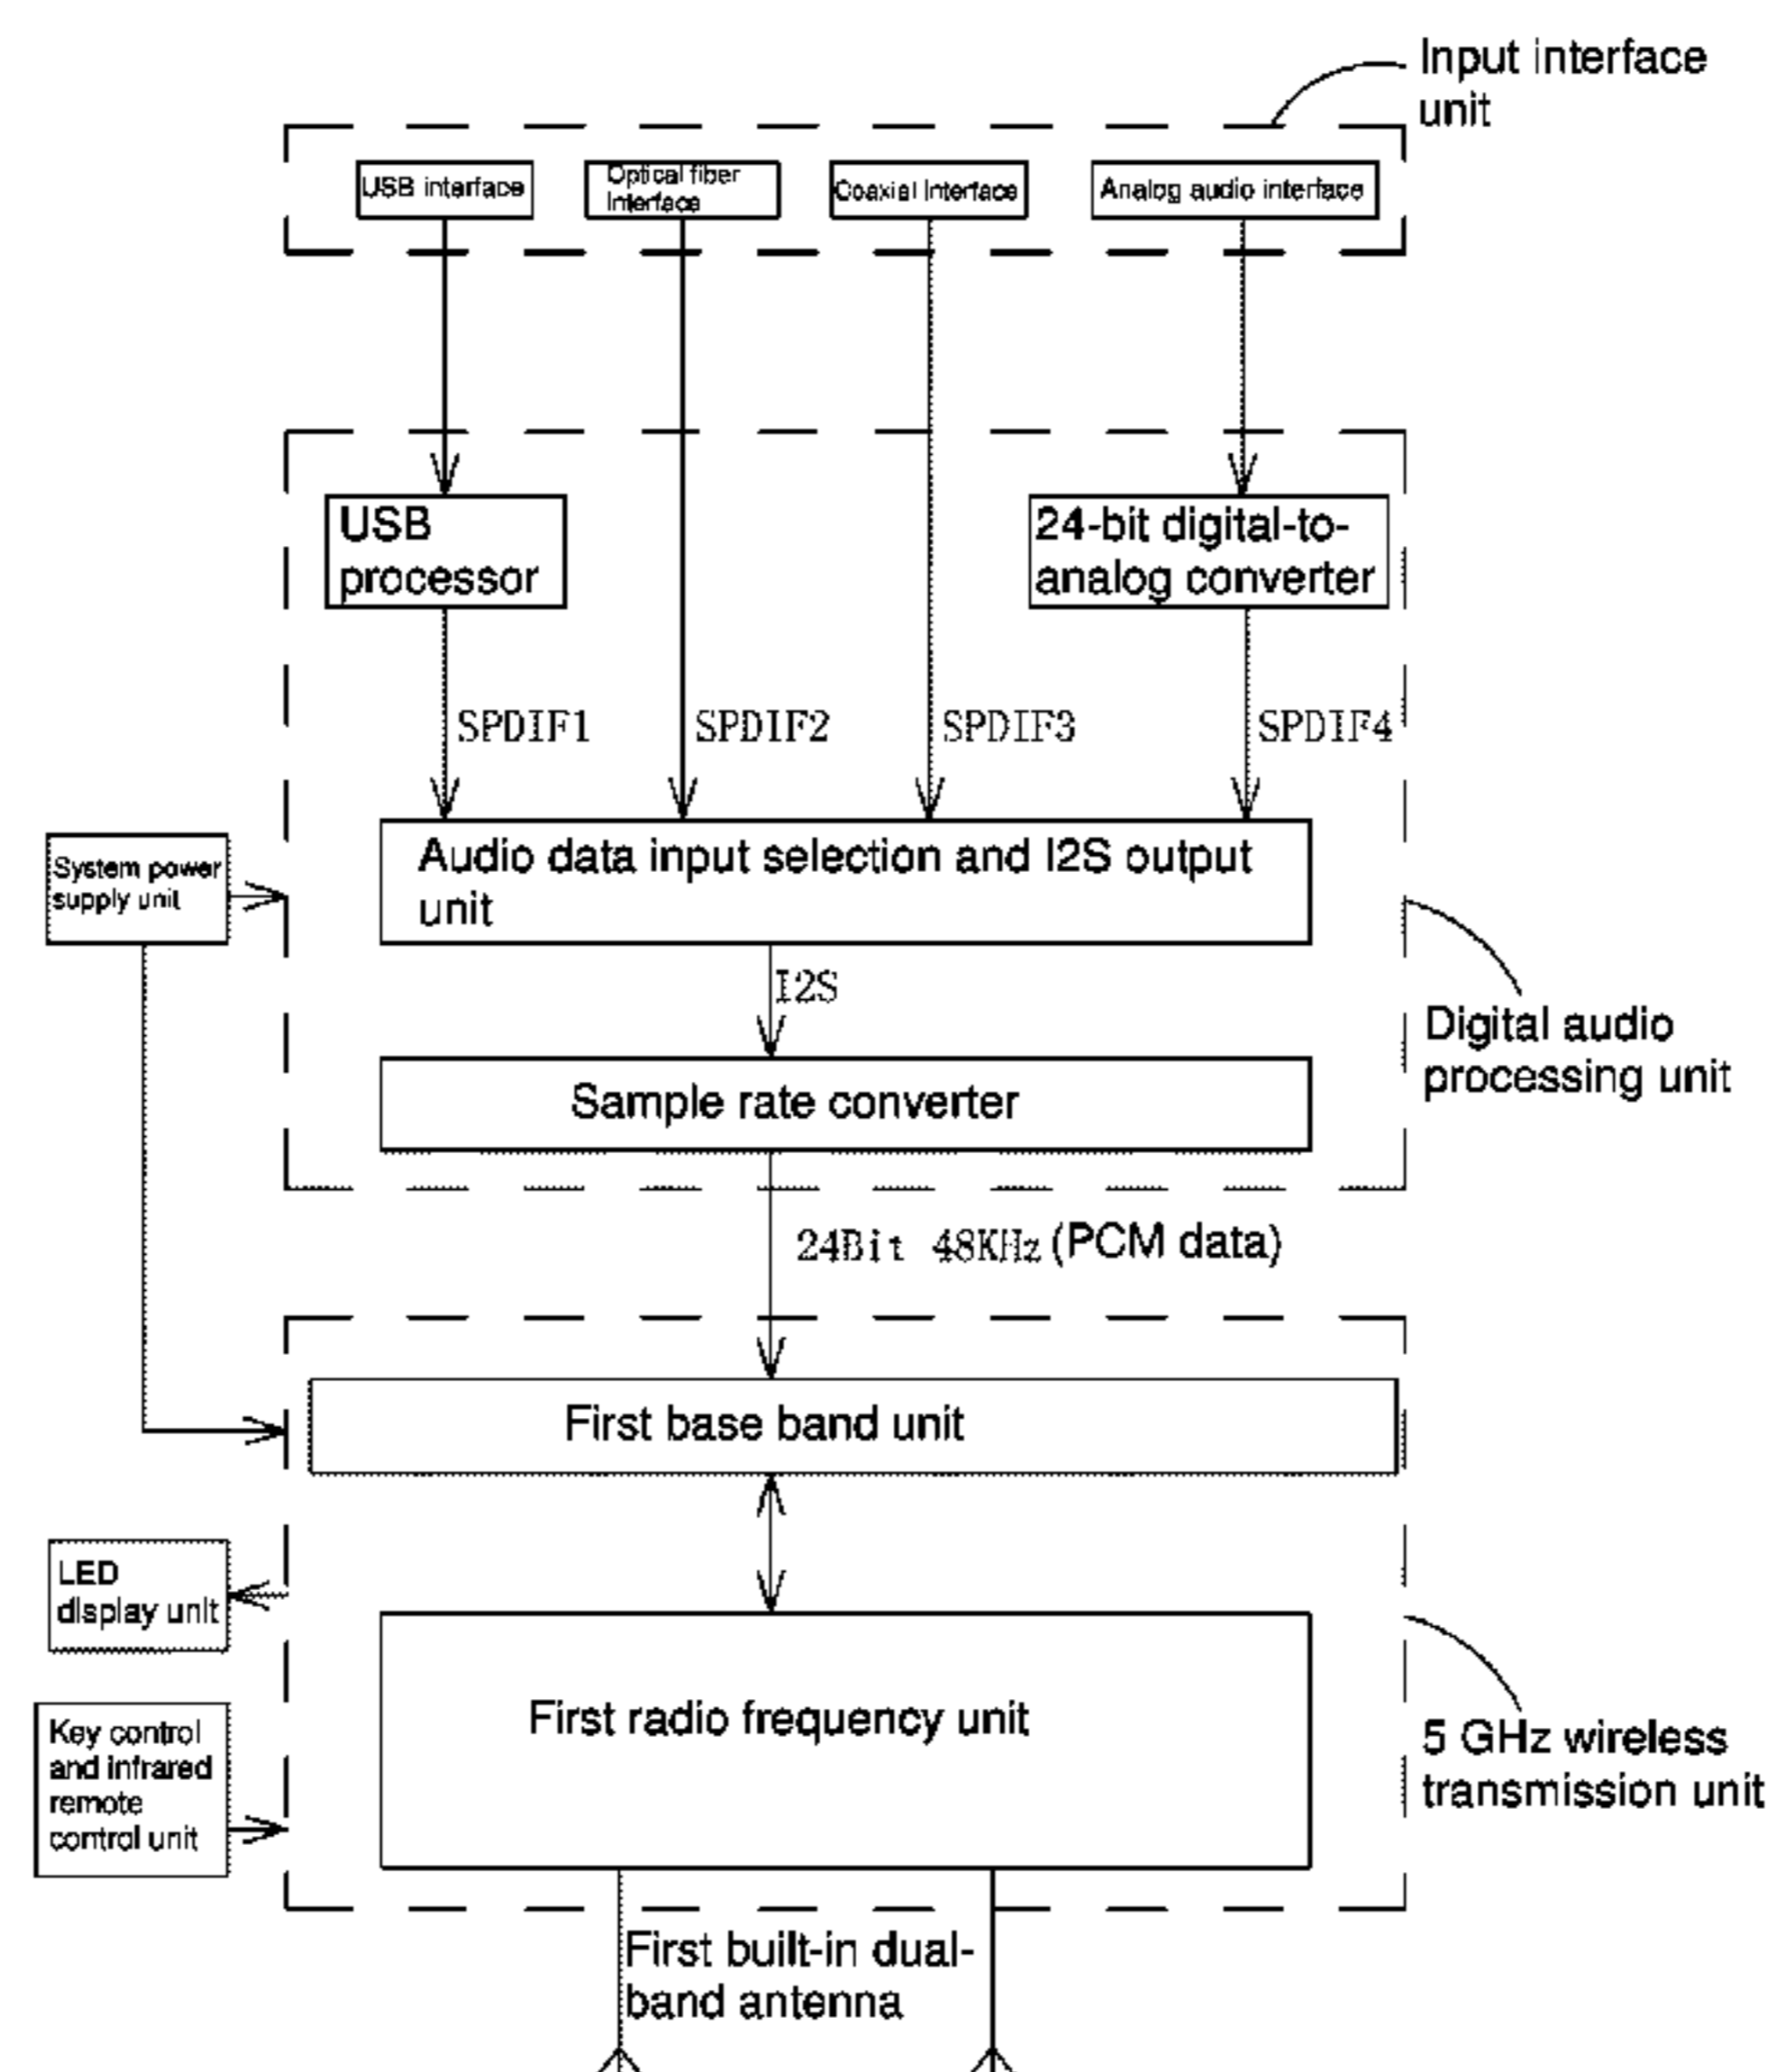 Input interface
unit
USB interface
Optical fiber
Interface
Coaxial Interface
Analog audio interface
USB
processor
24-bit digital-to-
analog converter
SPDIF1
SPDIF2
SPDIF3
SPDIF4
System power
supply unit
Audio data input selection and I2S output
unit
I2S
Digital audio
processing unit
Sample rate converter
24Bit 48KHz (PCM data)
First base band unit
LED
display unit
First radio frequency unit
Key control
and infrared
remote
control unit
5 GHz wireless
transmission unit
First built-in dual-
band antenna